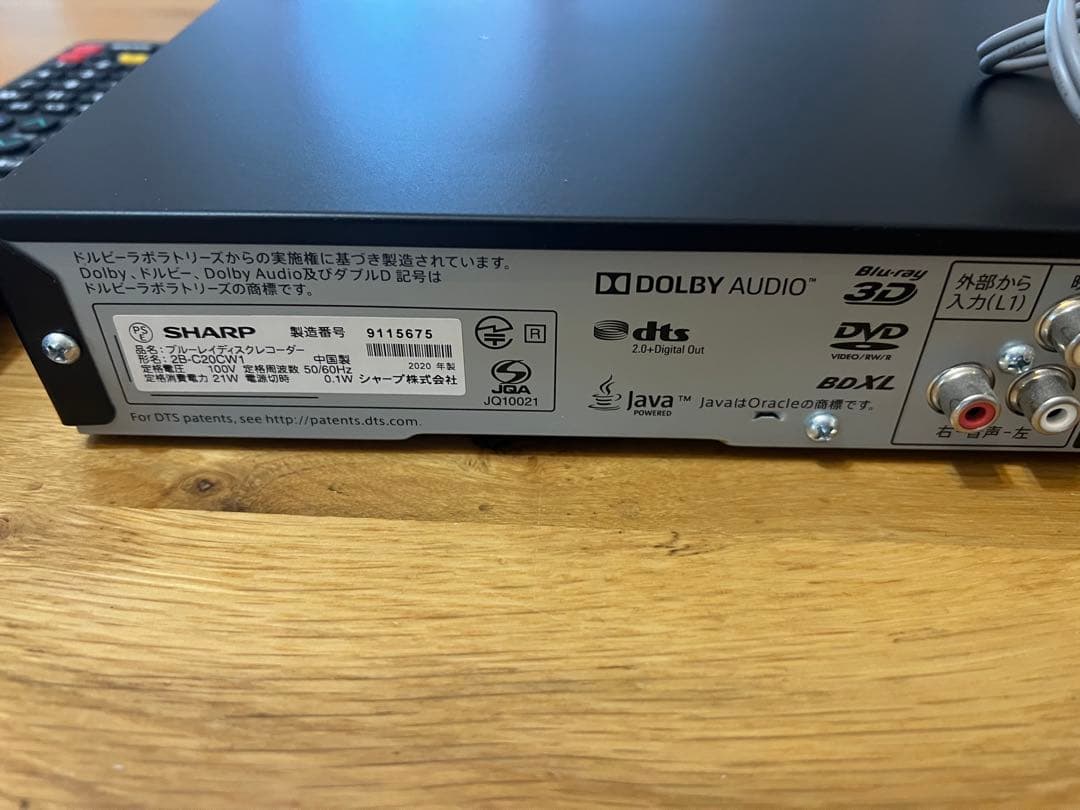 ドルビーラボラトリーズからの実施権に基づき製造されています。
Dolby、ドルビー、Dolby Audio及びダブルD 記号は
ドルビーラボラトリーズの商標です。
PS E SHARP 製造番号 9115675
品名:ブルーレイディスクレコーダー
形名:2B-C20CW1 中国製 2020 年製
定格電圧 100V 定格周波数 50/60Hz
定格消費電力 21W 電源切時 0.1W シャープ株式会社
R
JQA
JQ10021
For DTS patents, see http://patents.dts.com.
DOLBY AUDIO™
dts
2.0+Digital Out
Java™
POWERED
JavaはOracleの商標です。
Blu-ray
3D
DVD
VIDEO/RW/R
BDXL
外部から
入力(L1)
右-音声-左